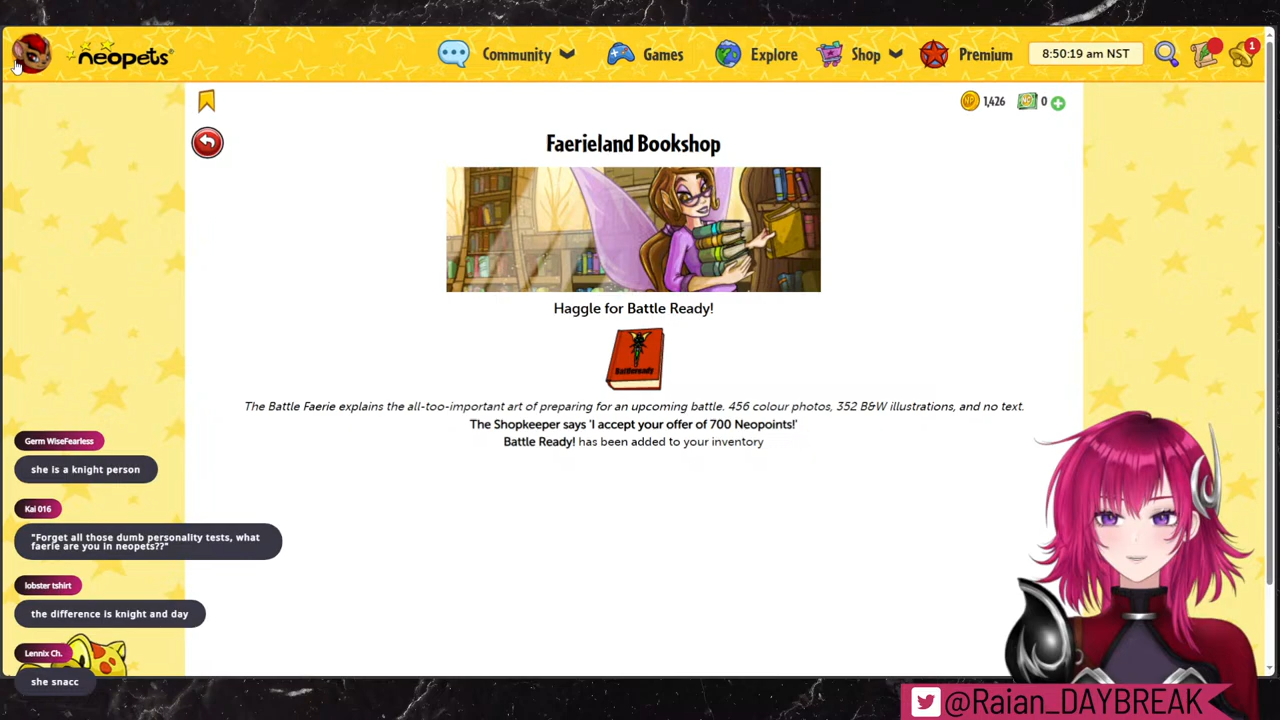 neopets
Community
Games
Explore
Shop
Premium
8:50:19 am NST
1
1,426
0
Faerieland Bookshop
Haggle for Battle Ready!
Battleready
The Battle Faerie explains the all-too-important art of preparing for an upcoming battle. 456 colour photos, 352 B&W illustrations, and no text.
The Shopkeeper says 'I accept your offer of 700 Neopoints!'
Battle Ready! has been added to your inventory
Germ WiseFearless
she is a knight person
Kai 016
"Forget all those dumb personality tests, what
faerie are you in neopets??"
lobster tshirt
the difference is knight and day
Lennix Ch.
she snacc
@Raian_DAYBREAK